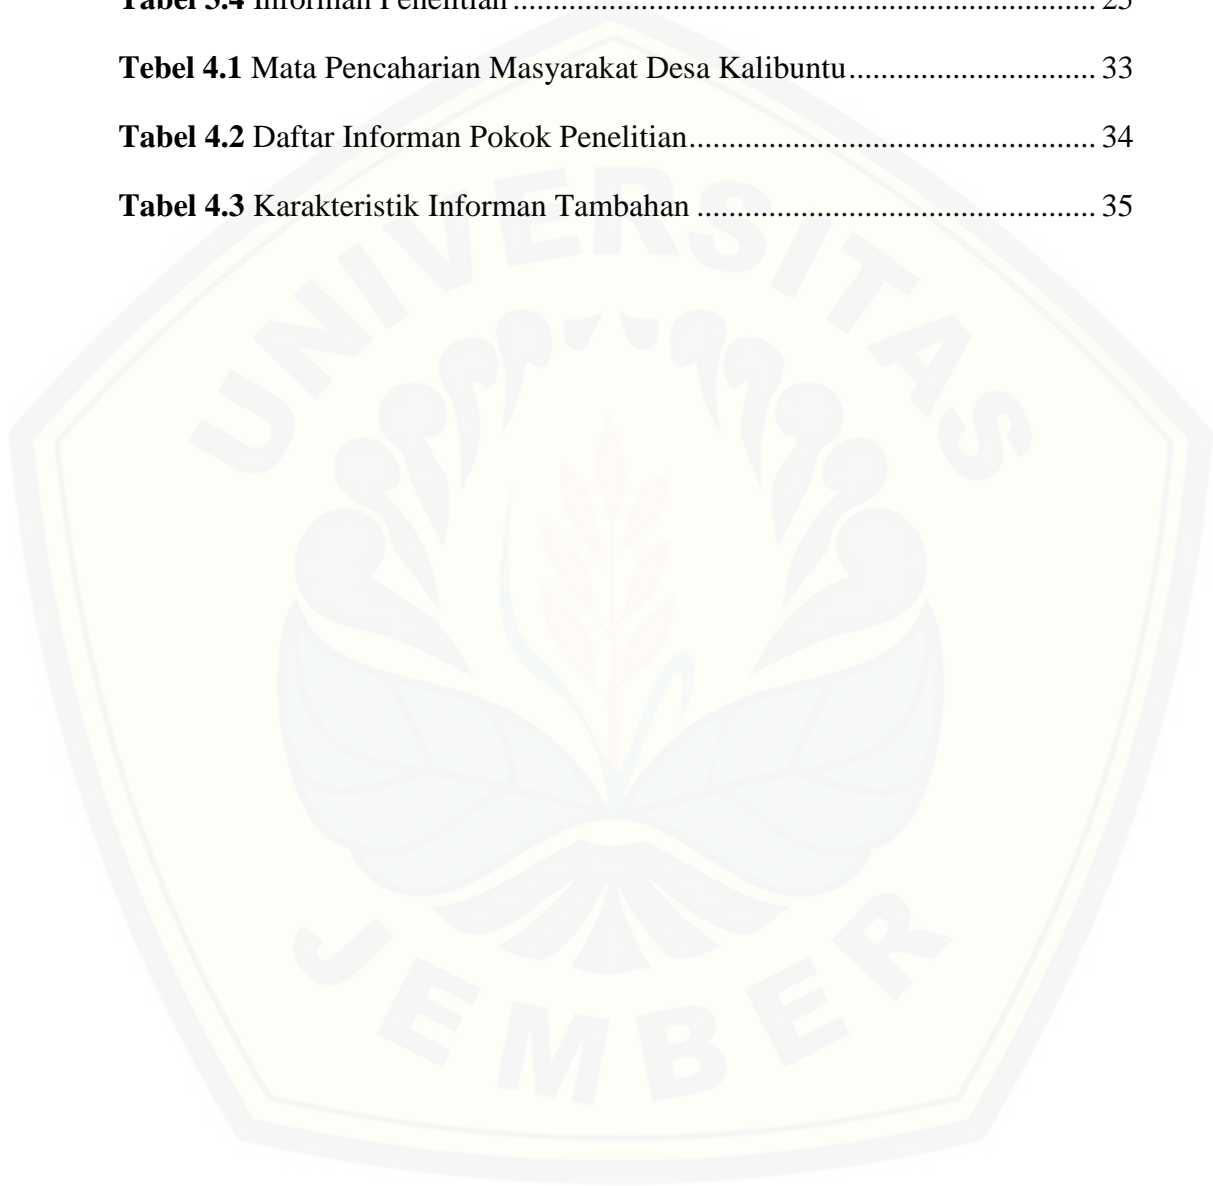 Tabel 3.4 Informan Penelitian ........................................................................ 25
Tebel 4.1 Mata Pencaharian Masyarakat Desa Kalibuntu............................... 33
Tabel 4.2 Daftar Informan Pokok Penelitian.................................................. 34
Tabel 4.3 Karakteristik Informan Tambahan ................................................. 35
UNIVERSITAS
JEMBER